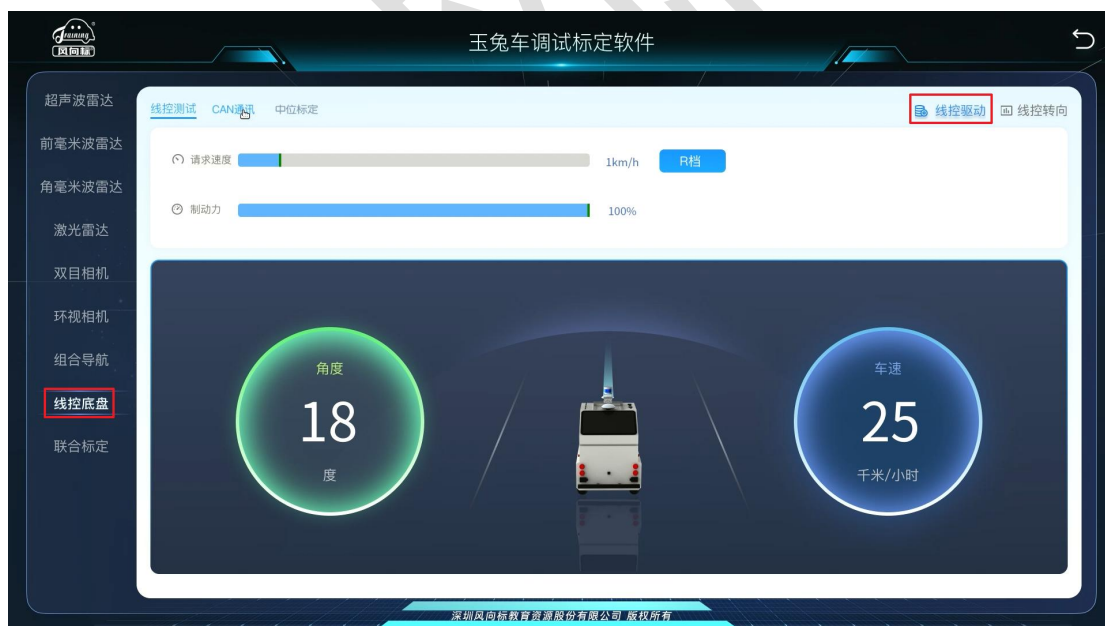 Fxuining
风向标
玉兔车调试标定软件
超声波雷达
前毫米波雷达
角毫米波雷达
激光雷达
双目相机
环视相机
组合导航
线控底盘
联合标定
线控测试 CAN通讯 中位标定
线控驱动 线控转向
请求速度 1km/h R档
制动力 100%
角度
18
度
车速
25
千米/小时
深圳风向标教育资源股份有限公司 版权所有